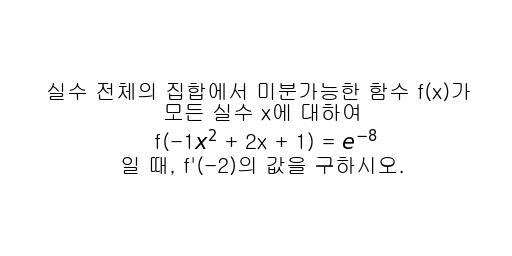 실수 전체의 집합에서 미분가능한 함수 f(x)가
모든 실수 x에 대하여
f(−1x² + 2x + 1) = e⁻⁸
일 때, f'(−2)의 값을 구하시오.